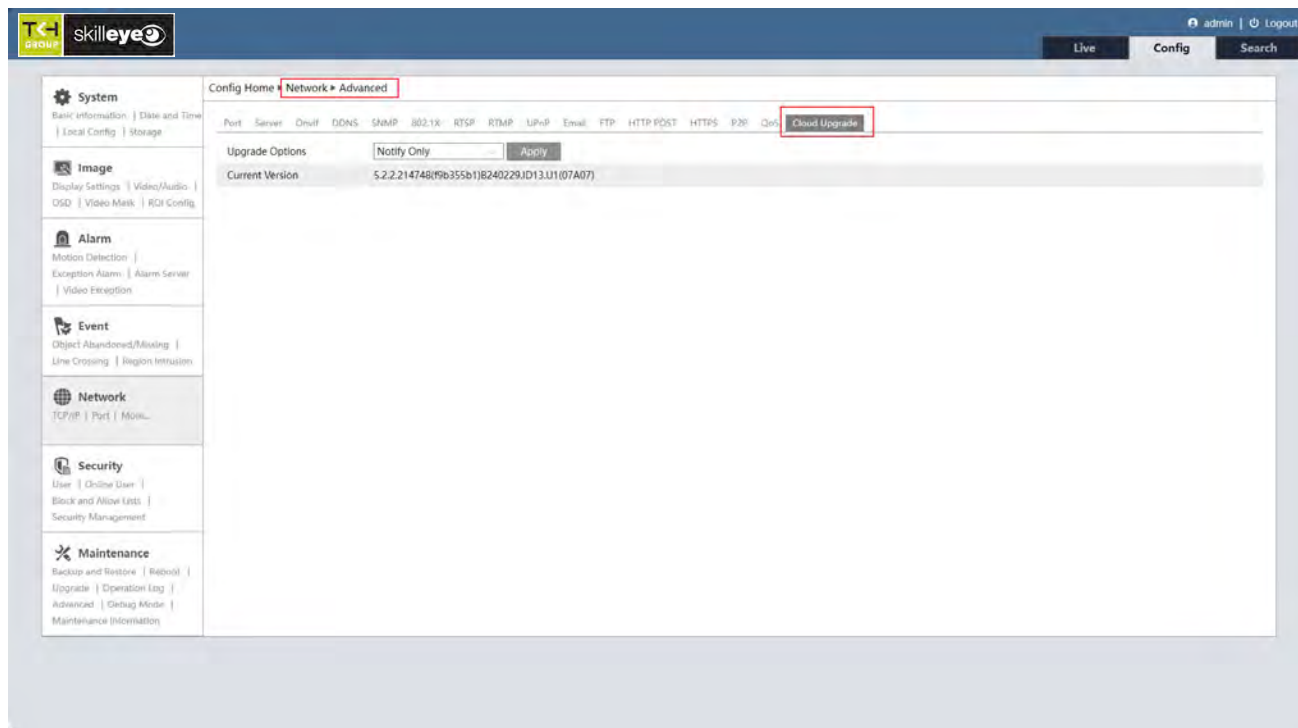 TKH GROUP skilleye
admin | Logout
Live Config Search
Config Home ▸ Network ▸ Advanced
Port Server Onvif DDNS SNMP 802.1X RTSP RTMP UPnP Email FTP HTTP POST HTTPS P2P QoS Cloud Upgrade
Upgrade Options Notify Only Apply
Current Version 5.2.2.214748(f9b355b1)B240229.JD13.U1(07A07)
System
Basic Information | Date and Time
| Local Config | Storage
Image
Display Settings | Video/Audio |
OSD | Video Mask | ROI Config
Alarm
Motion Detection |
Exception Alarm | Alarm Server
| Video Exception
Event
Object Abandoned/Missing |
Line Crossing | Region Intrusion
Network
TCP/IP | Port | More...
Security
User | Online User |
Block and Allow Lists |
Security Management
Maintenance
Backup and Restore | Reboot |
Upgrade | Operation Log |
Advanced | Debug Mode |
Maintenance Information